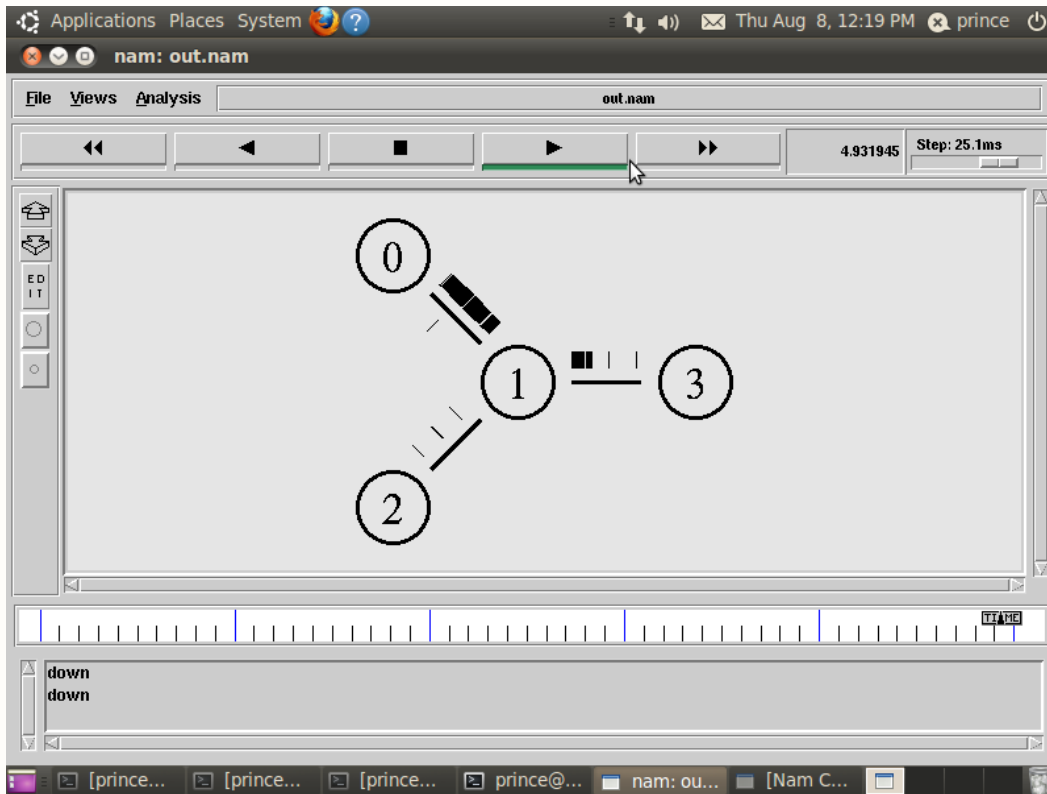 Applications Places System ? Thu Aug 8, 12:19 PM prince
nam: out.nam
File Views Analysis out.nam
4.931945 Step: 25.1ms
E D
I T
0
1
3
2
TIME
down
down
[prince... [prince... [prince... prince@... nam: ou... [Nam C...